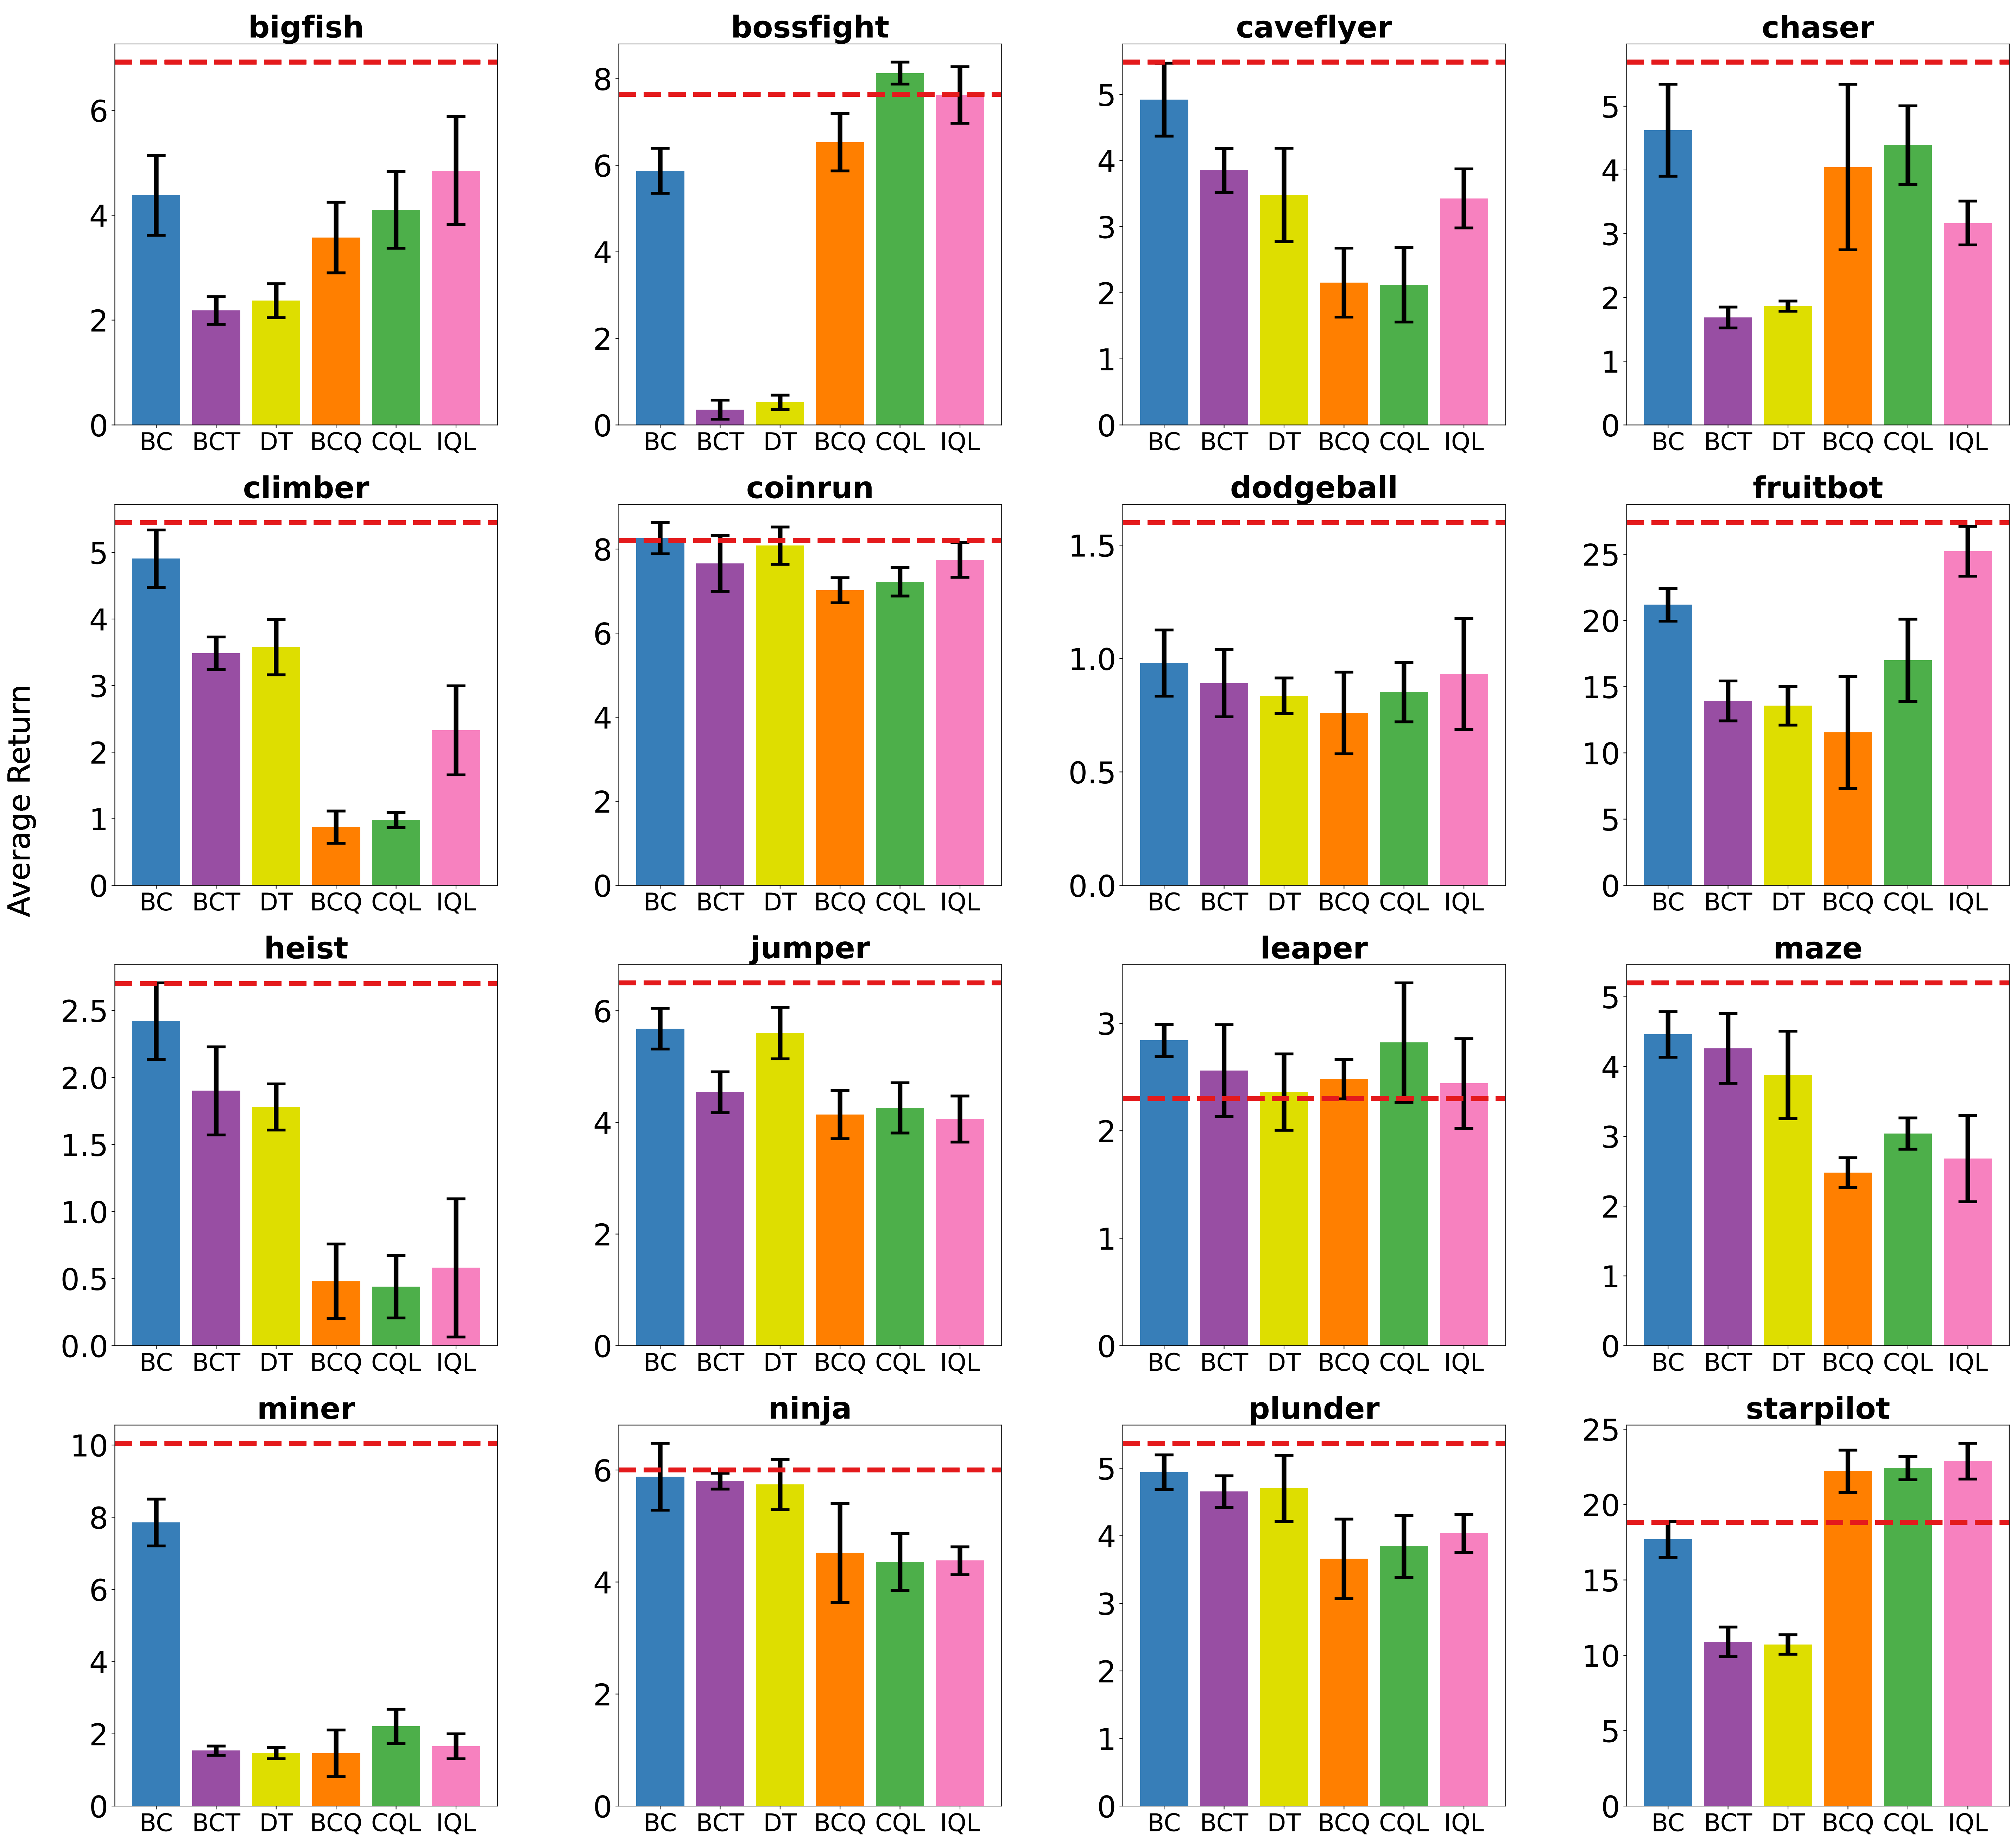 Average Return
bigfish
6
4
2
0
BC BCT DT BCQ CQL IQL
bossfight
8
6
4
2
0
BC BCT DT BCQ CQL IQL
caveflyer
5
4
3
2
1
0
BC BCT DT BCQ CQL IQL
chaser
5
4
3
2
1
0
BC BCT DT BCQ CQL IQL
climber
5
4
3
2
1
0
BC BCT DT BCQ CQL IQL
coinrun
8
6
4
2
0
BC BCT DT BCQ CQL IQL
dodgeball
1.5
1.0
0.5
0.0
BC BCT DT BCQ CQL IQL
fruitbot
25
20
15
10
5
0
BC BCT DT BCQ CQL IQL
heist
2.5
2.0
1.5
1.0
0.5
0.0
BC BCT DT BCQ CQL IQL
jumper
6
4
2
0
BC BCT DT BCQ CQL IQL
leaper
3
2
1
0
BC BCT DT BCQ CQL IQL
maze
5
4
3
2
1
0
BC BCT DT BCQ CQL IQL
miner
10
8
6
4
2
0
BC BCT DT BCQ CQL IQL
ninja
6
4
2
0
BC BCT DT BCQ CQL IQL
plunder
5
4
3
2
1
0
BC BCT DT BCQ CQL IQL
starpilot
25
20
15
10
5
0
BC BCT DT BCQ CQL IQL